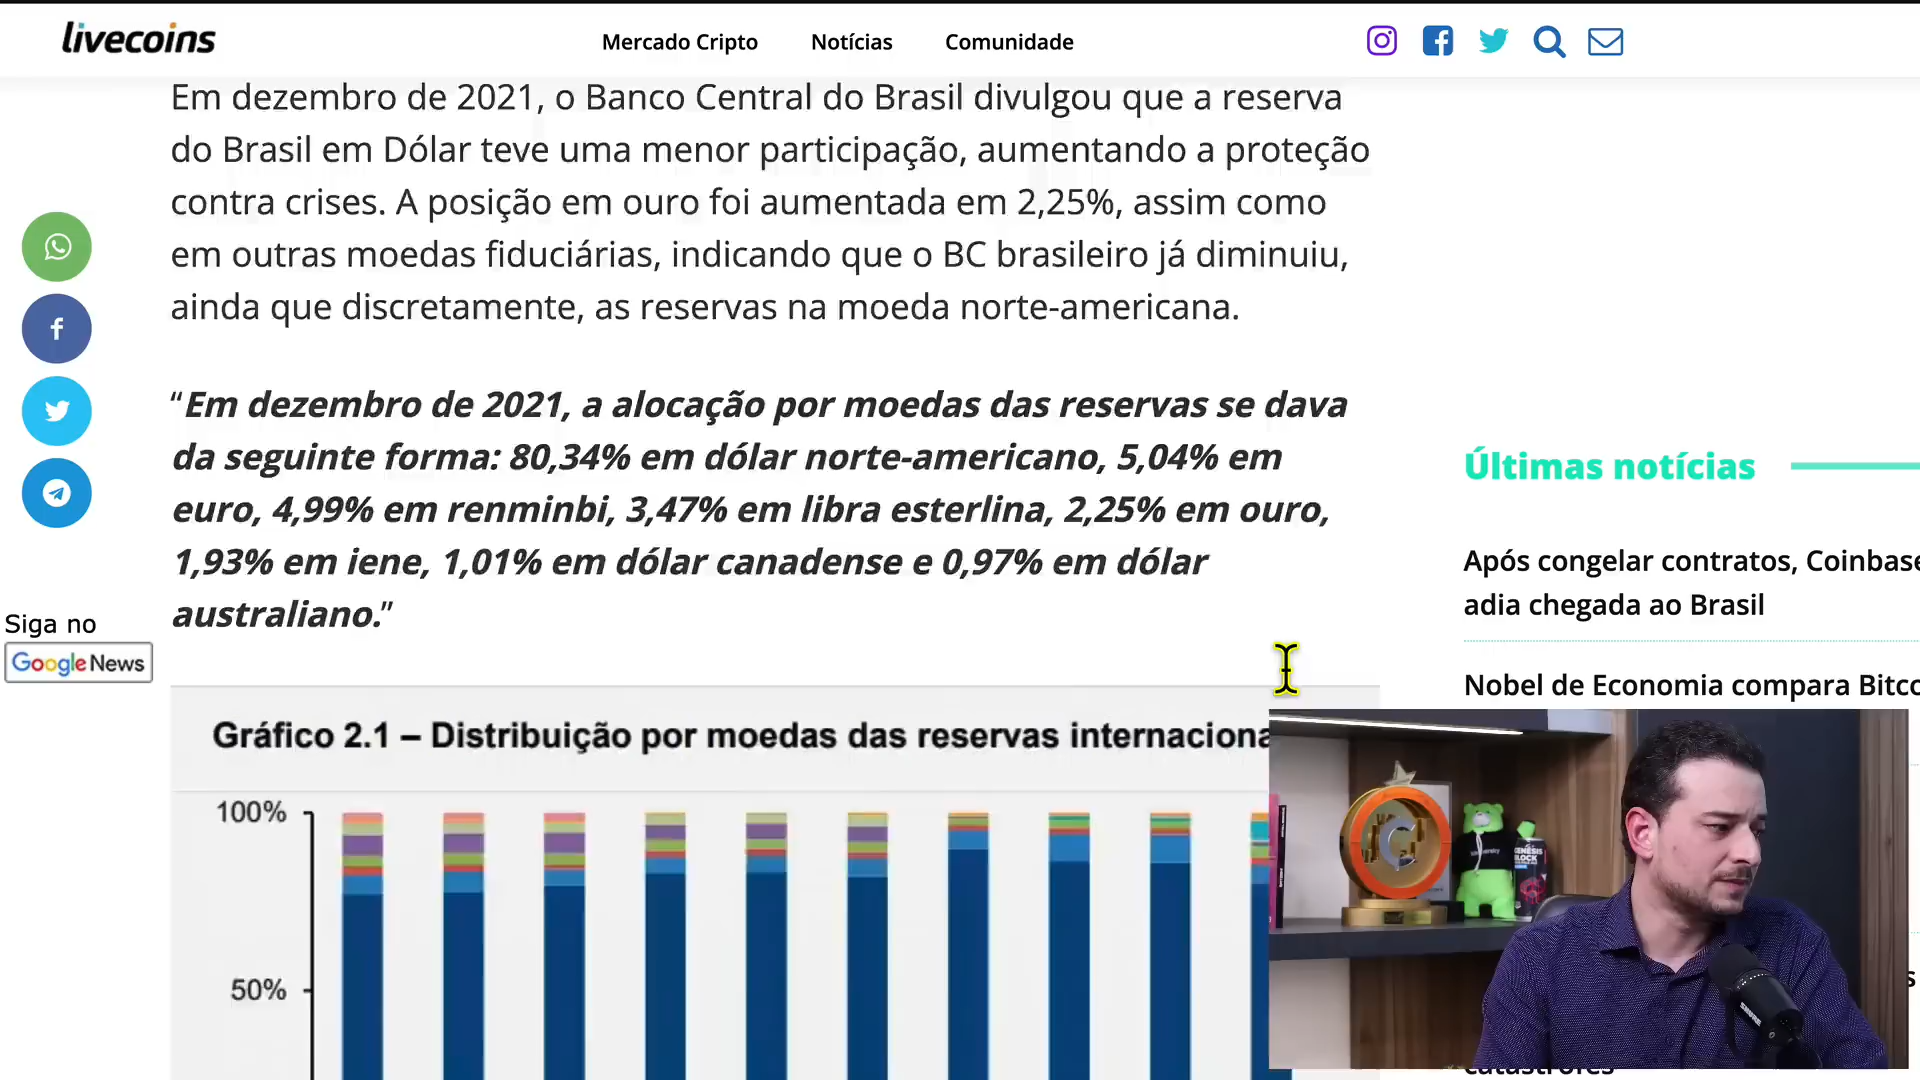 livecoins
Mercado Cripto
Notícias
Comunidade
Em dezembro de 2021, o Banco Central do Brasil divulgou que a reserva
do Brasil em Dólar teve uma menor participação, aumentando a proteção
contra crises. A posição em ouro foi aumentada em 2,25%, assim como
em outras moedas fiduciárias, indicando que o BC brasileiro já diminuiu,
ainda que discretamente, as reservas na moeda norte-americana.
“Em dezembro de 2021, a alocação por moedas das reservas se dava
da seguinte forma: 80,34% em dólar norte-americano, 5,04% em
euro, 4,99% em renminbi, 3,47% em libra esterlina, 2,25% em ouro,
1,93% em iene, 1,01% em dólar canadense e 0,97% em dólar
australiano.”
Siga no
Google News
Gráfico 2.1 – Distribuição por moedas das reservas internaciona
100%
50%
Últimas notícias
Após congelar contratos, Coinbase
adia chegada ao Brasil
Nobel de Economia compara Bitco
GENESIS
BLOCK
SHURE